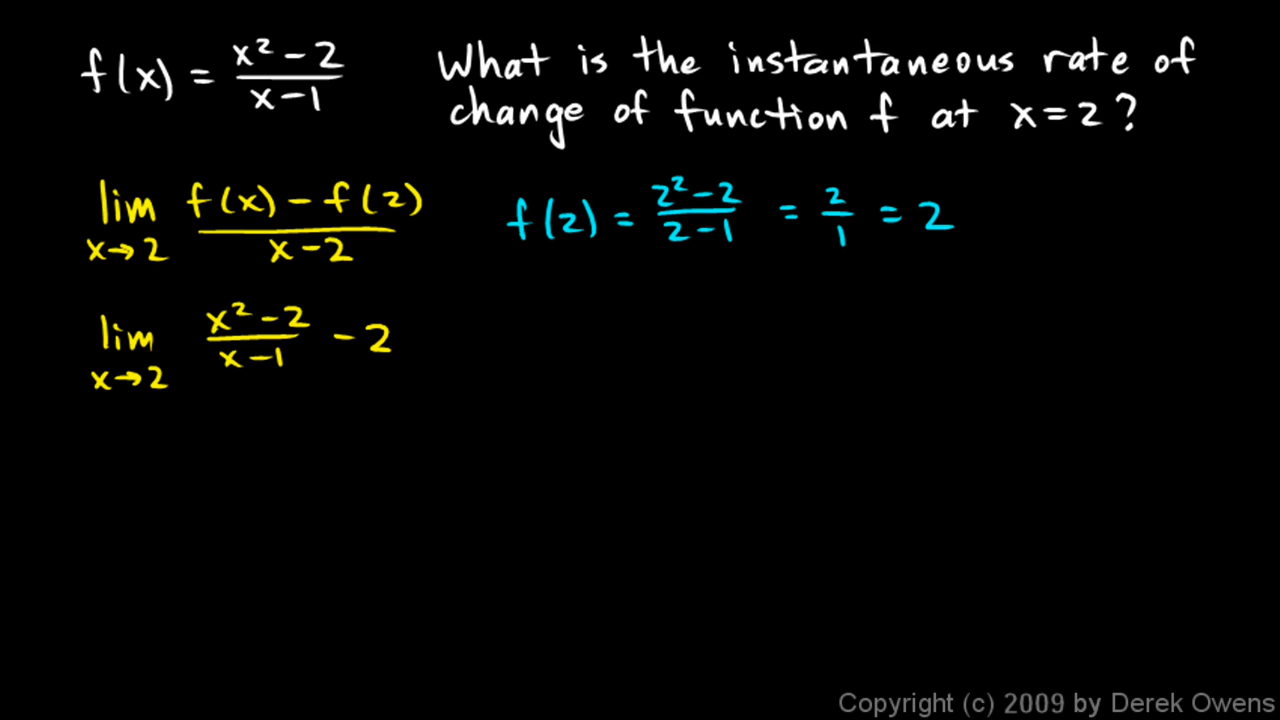 f(x) = (x² − 2)/(x − 1) What is the instantaneous rate of
change of function f at x = 2 ?
lim x→2 (f(x) − f(2))/(x − 2) f(2) = (2² − 2)/(2 − 1) = 2/1 = 2
lim x→2 (x² − 2)/(x − 1) − 2
Copyright (c) 2009 by Derek Owens